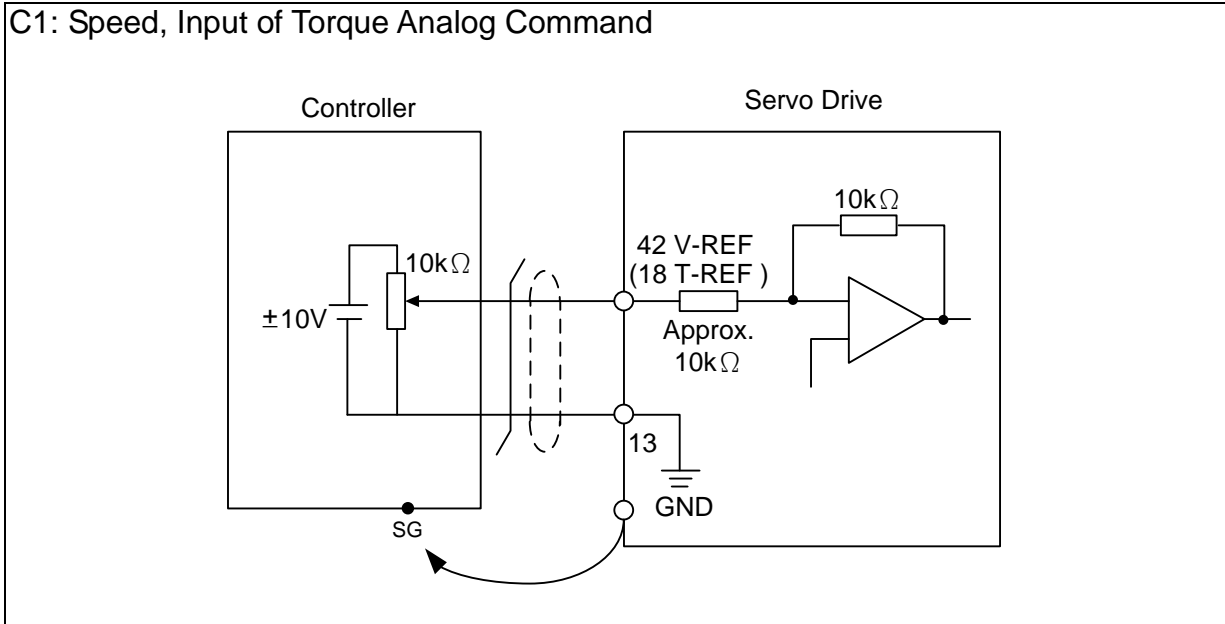 C1: Speed, Input of Torque Analog Command
Controller
Servo Drive
10kΩ
42 V-REF
(18 T-REF )
10kΩ
±10V
Approx.
10kΩ
13
GND
SG